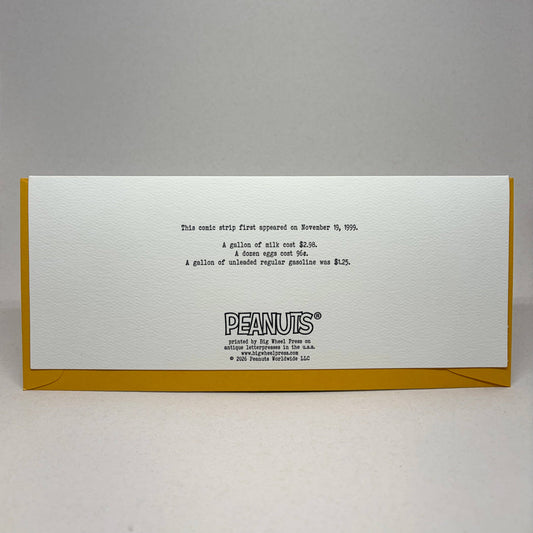 This comic strip first appeared on November 19, 1999.
A gallon of milk cost $2.98.
A dozen eggs cost 96¢.
A gallon of unleaded regular gasoline was $1.25.
PEANUTS®
printed by Big Wheel Press on
antique letterpresses in the u.s.a.
www.bigwheelpress.com
© 2026 Peanuts Worldwide LLC